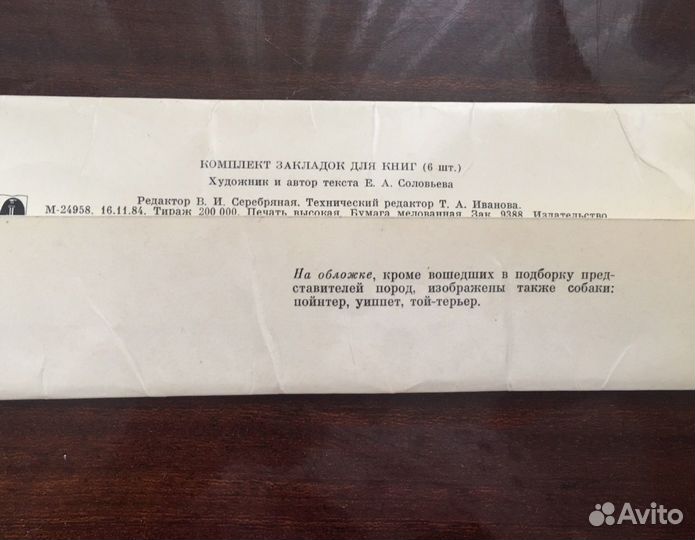 КОМПЛЕКТ ЗАКЛАДОК ДЛЯ КНИГ (6 шт.)
Художник и автор текста Е. А. Соловьева
Редактор В. И. Серебряная. Технический редактор Т. А. Иванова.
М-24958. 16.11.84. Тираж 200 000. Печать высокая. Бумага мелованная. Зак. 9388. Издательство
На обложке, кроме вошедших в подборку пред-
ставителей пород, изображены также собаки:
пойнтер, уиппет, той-терьер.
Avito